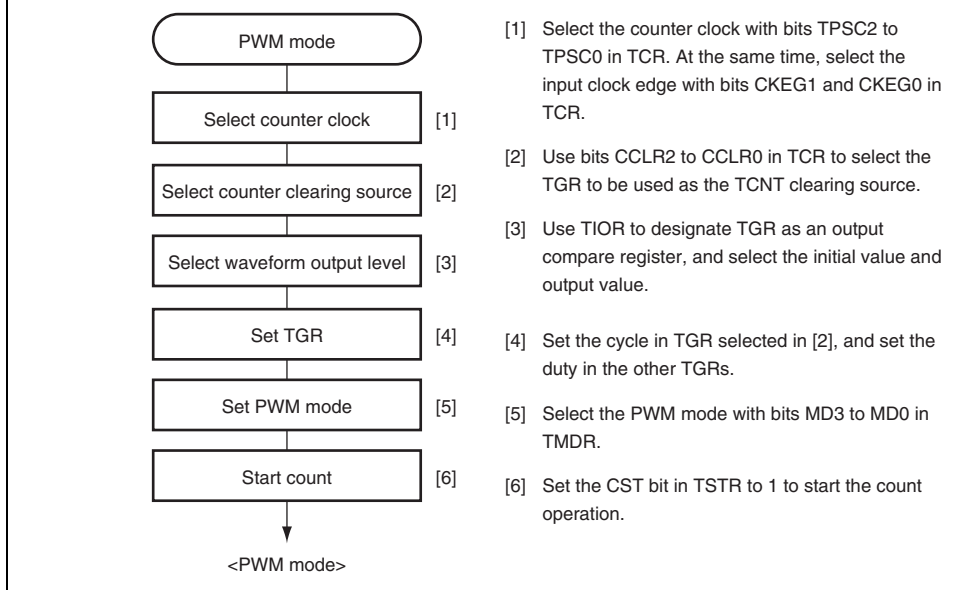 PWM mode
Select counter clock [1]
Select counter clearing source [2]
Select waveform output level [3]
Set TGR [4]
Set PWM mode [5]
Start count [6]
<PWM mode>
[1] Select the counter clock with bits TPSC2 to
TPSC0 in TCR. At the same time, select the
input clock edge with bits CKEG1 and CKEG0 in
TCR.
[2] Use bits CCLR2 to CCLR0 in TCR to select the
TGR to be used as the TCNT clearing source.
[3] Use TIOR to designate TGR as an output
compare register, and select the initial value and
output value.
[4] Set the cycle in TGR selected in [2], and set the
duty in the other TGRs.
[5] Select the PWM mode with bits MD3 to MD0 in
TMDR.
[6] Set the CST bit in TSTR to 1 to start the count
operation.